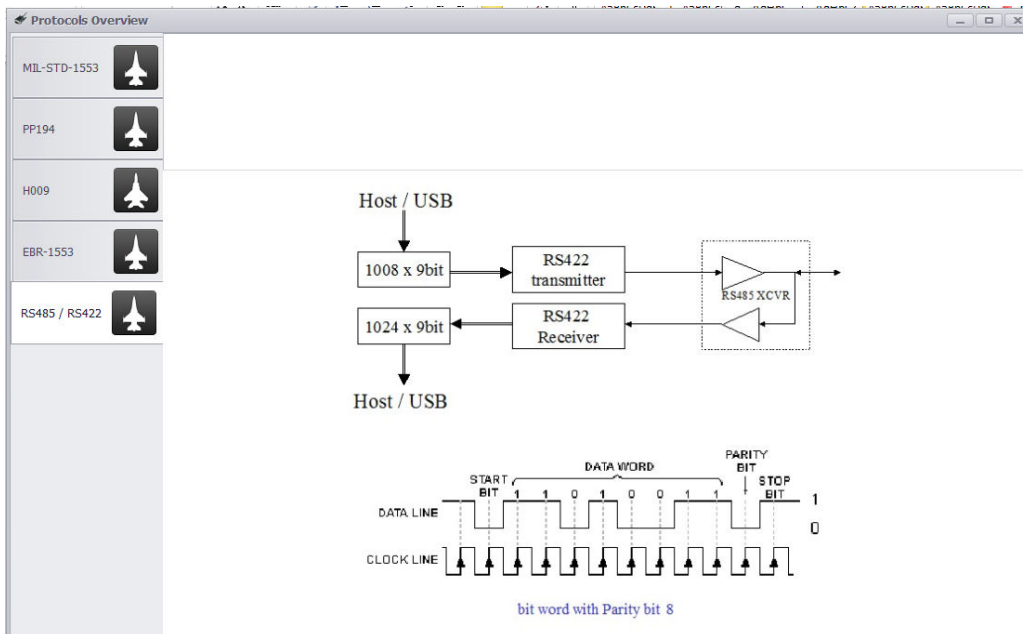 Protocols Overview
MIL-STD-1553
PP194
H009
EBR-1553
RS485 / RS422
Host / USB
1008 x 9bit
RS422
transmitter
RS485 XCVR
1024 x 9bit
RS422
Receiver
Host / USB
PARITY
BIT
DATA WORD
START
BIT
STOP
BIT
1 1 0 1 0 0 1 1
1
DATA LINE
0
CLOCK LINE
bit word with Parity bit 8